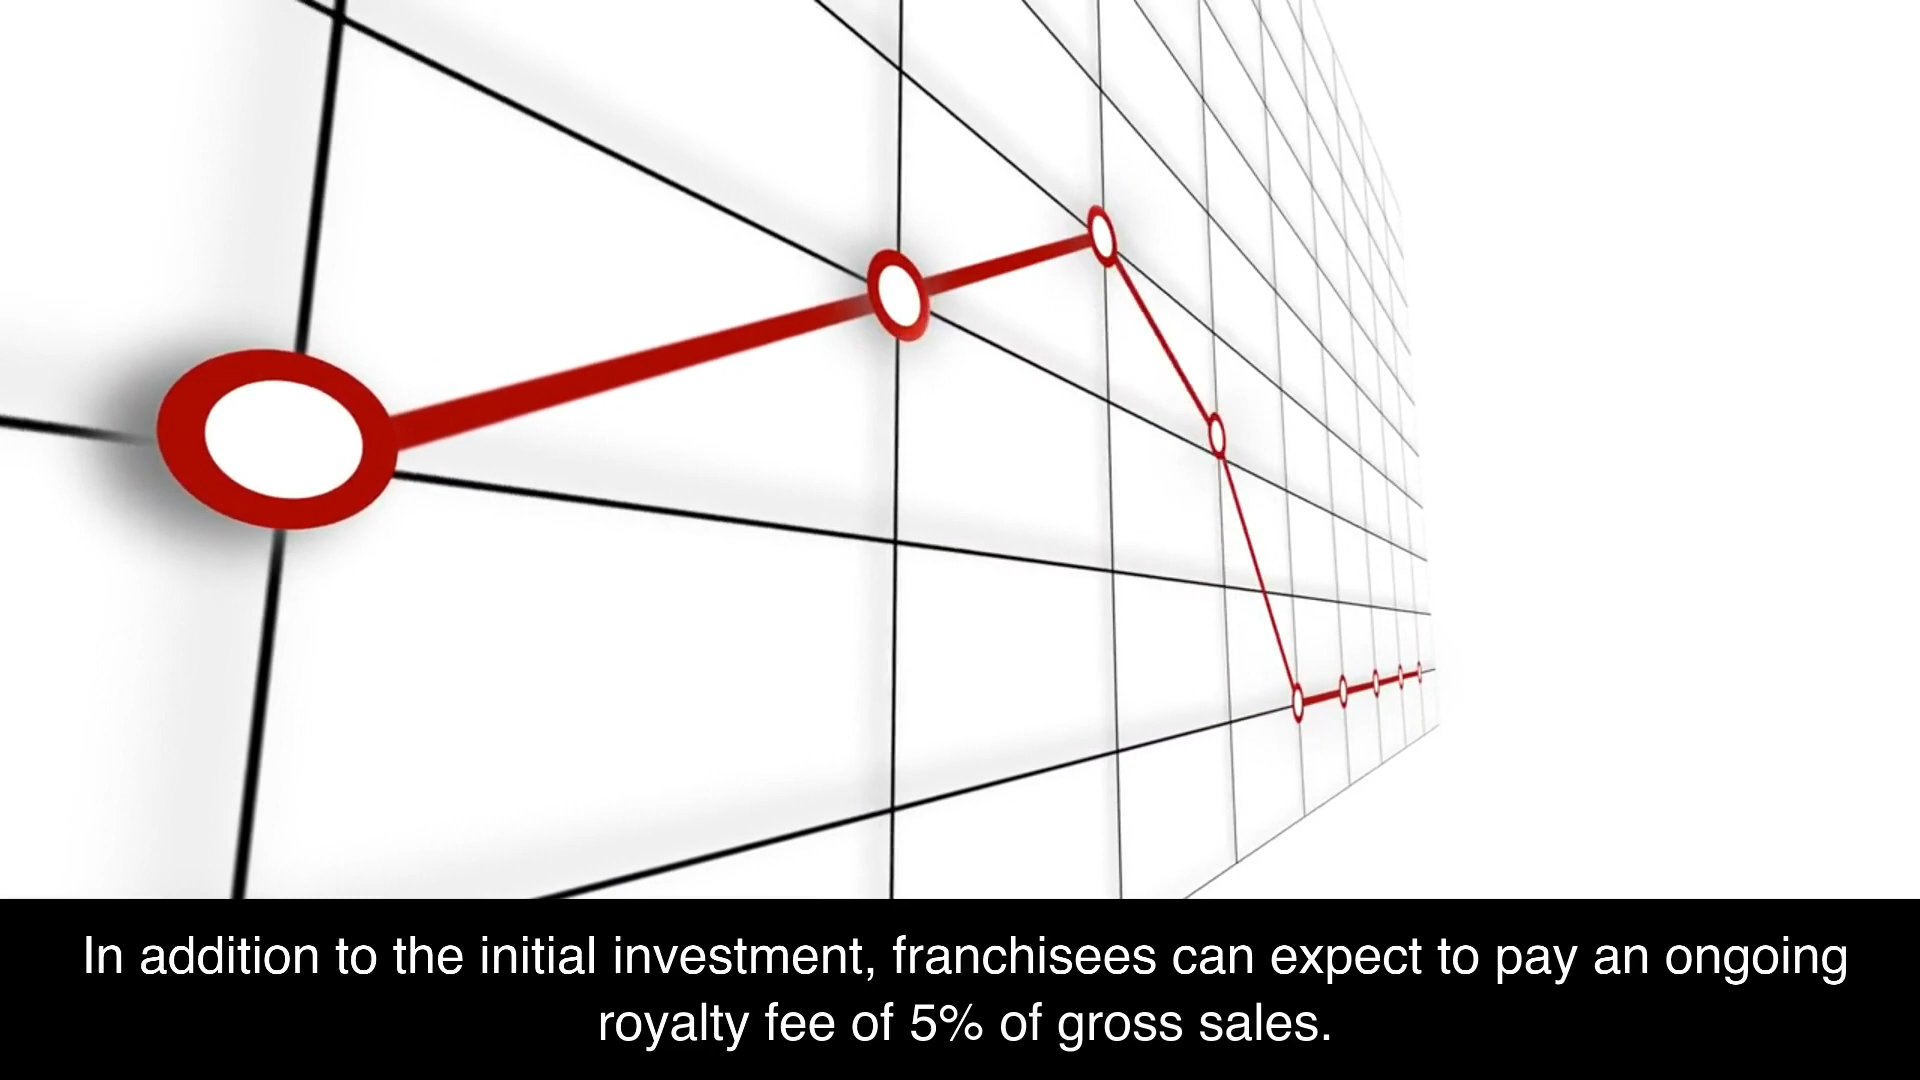 In addition to the initial investment, franchisees can expect to pay an ongoing
royalty fee of 5% of gross sales.